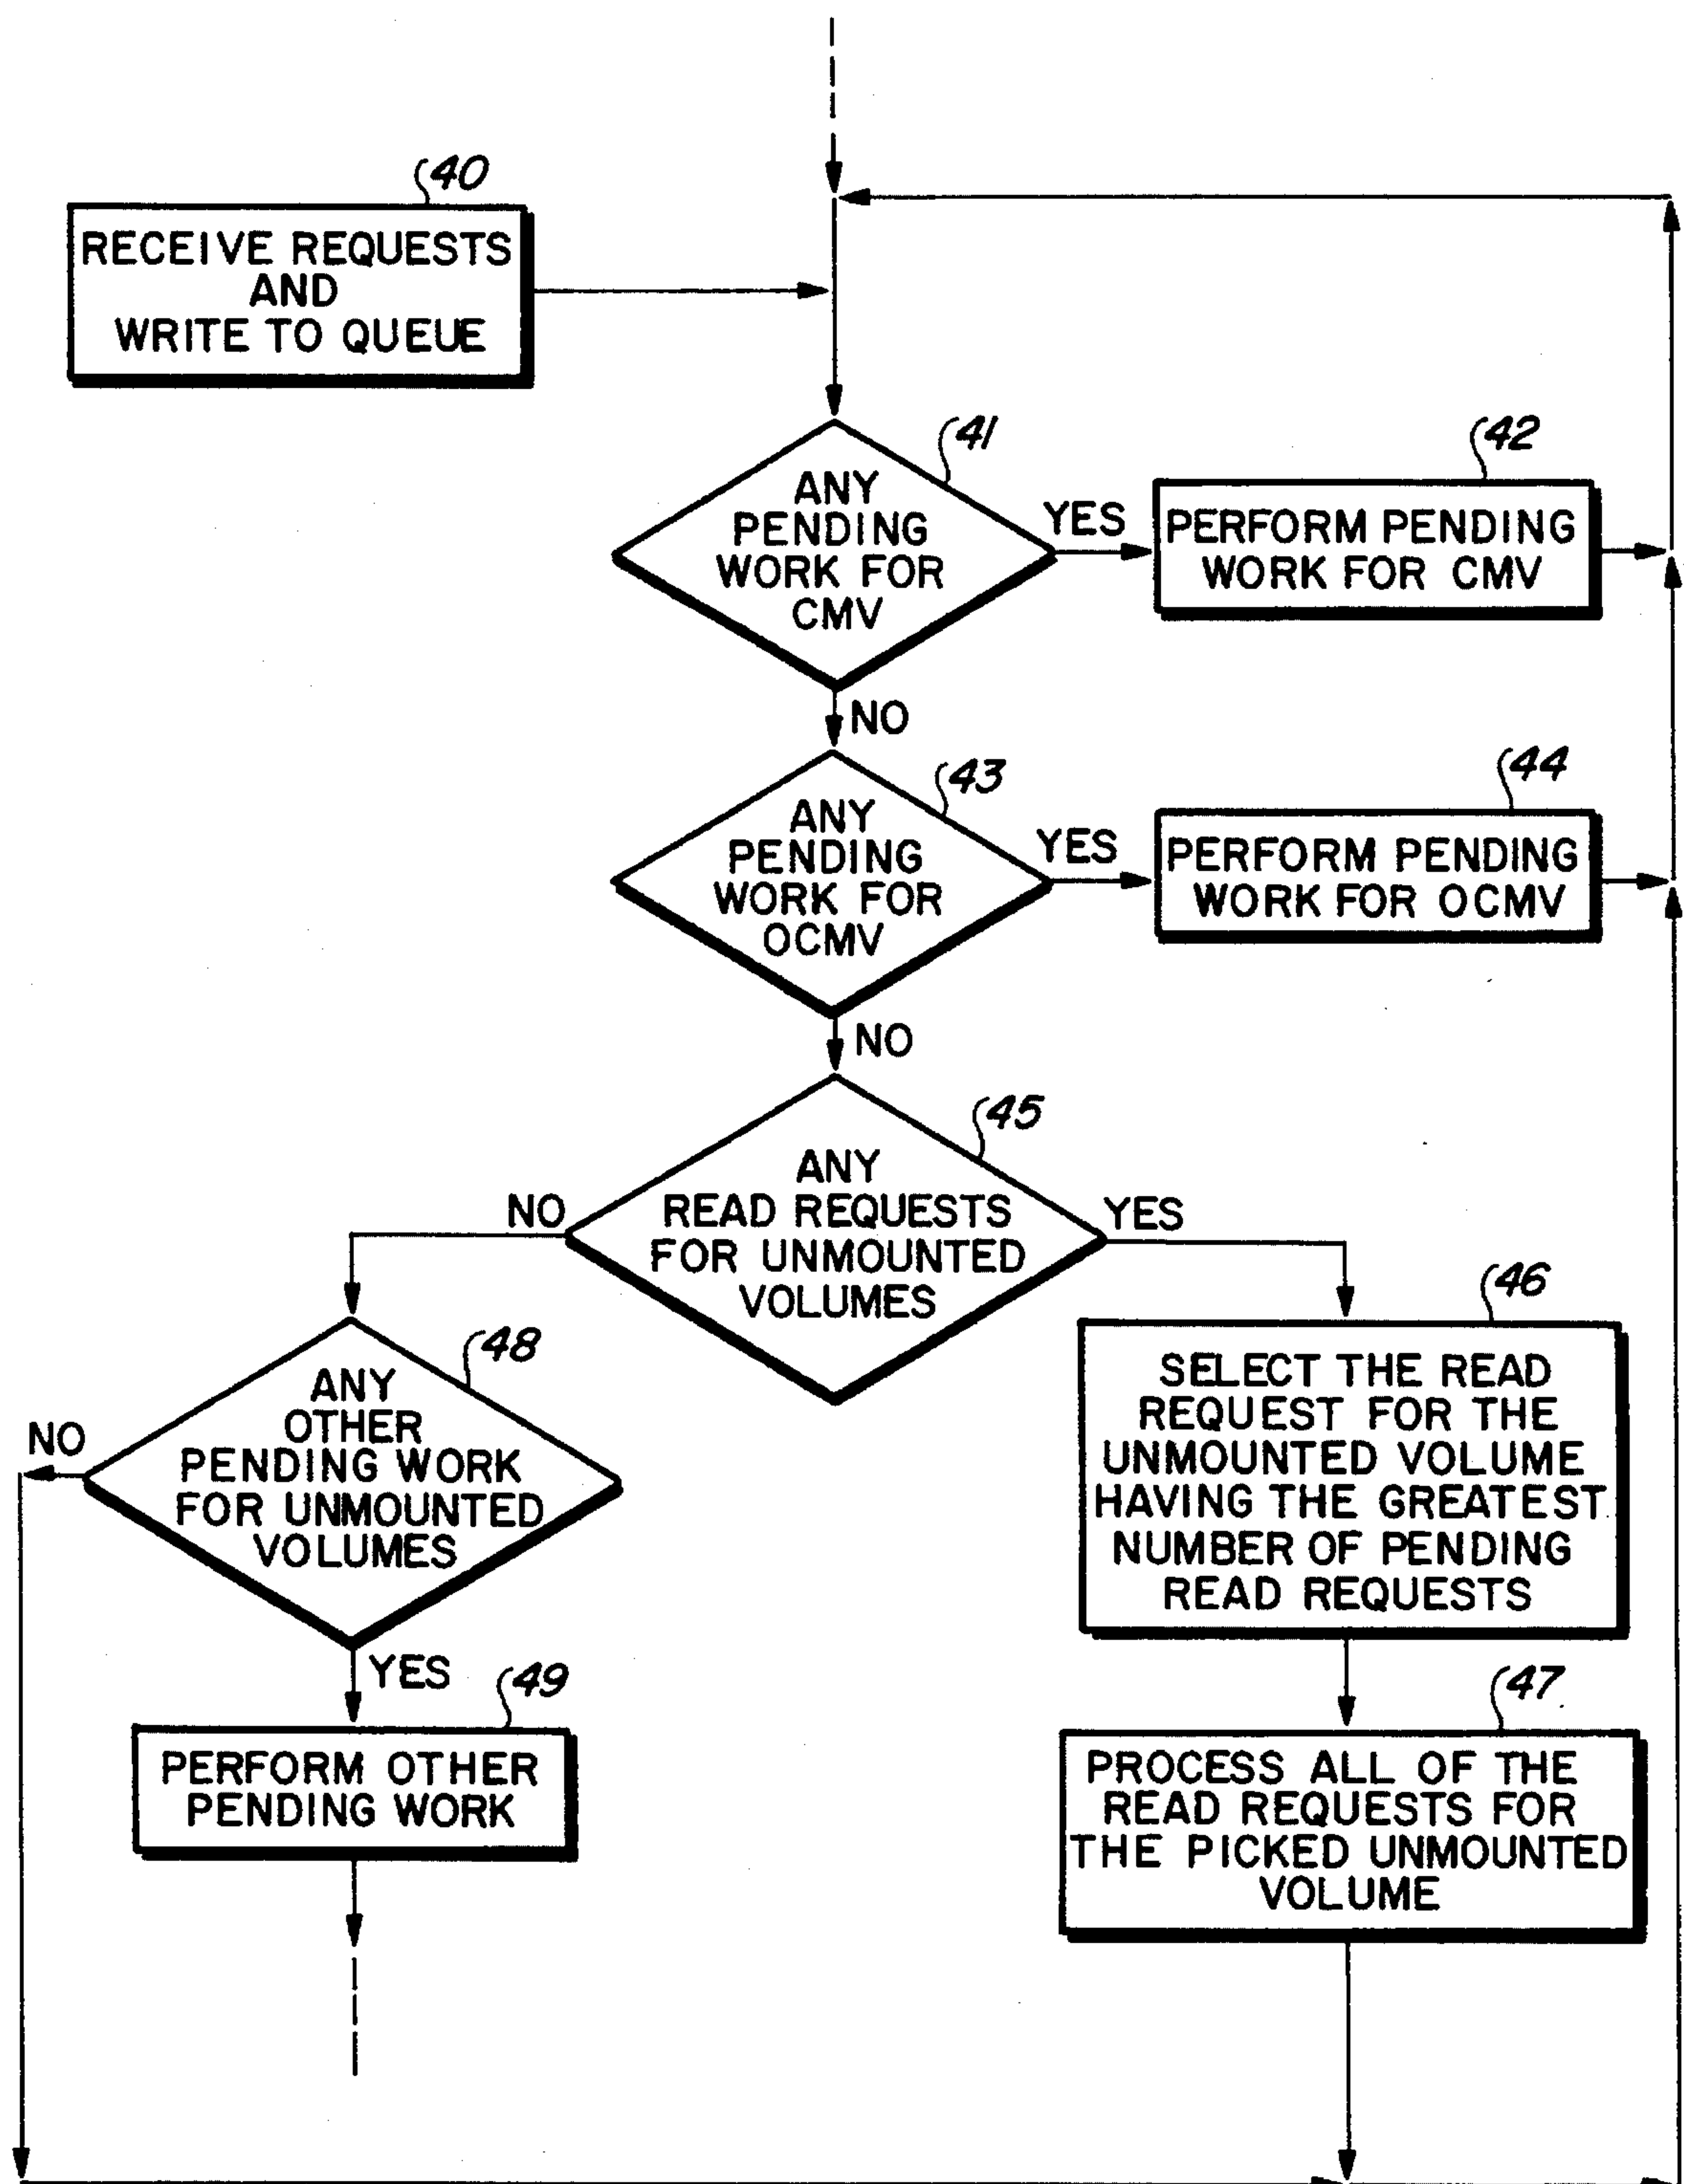 40
RECEIVE REQUESTS
AND
WRITE TO QUEUE
41
ANY
PENDING
WORK FOR
CMV
YES
42
PERFORM PENDING
WORK FOR CMV
NO
43
ANY
PENDING
WORK FOR
OCMV
YES
44
PERFORM PENDING
WORK FOR OCMV
NO
45
ANY
READ REQUESTS
FOR UNMOUNTED
VOLUMES
NO
YES
46
SELECT THE READ
REQUEST FOR THE
UNMOUNTED VOLUME
HAVING THE GREATEST
NUMBER OF PENDING
READ REQUESTS
48
ANY
OTHER
PENDING WORK
FOR UNMOUNTED
VOLUMES
NO
YES
49
PERFORM OTHER
PENDING WORK
47
PROCESS ALL OF THE
READ REQUESTS FOR
THE PICKED UNMOUNTED
VOLUME